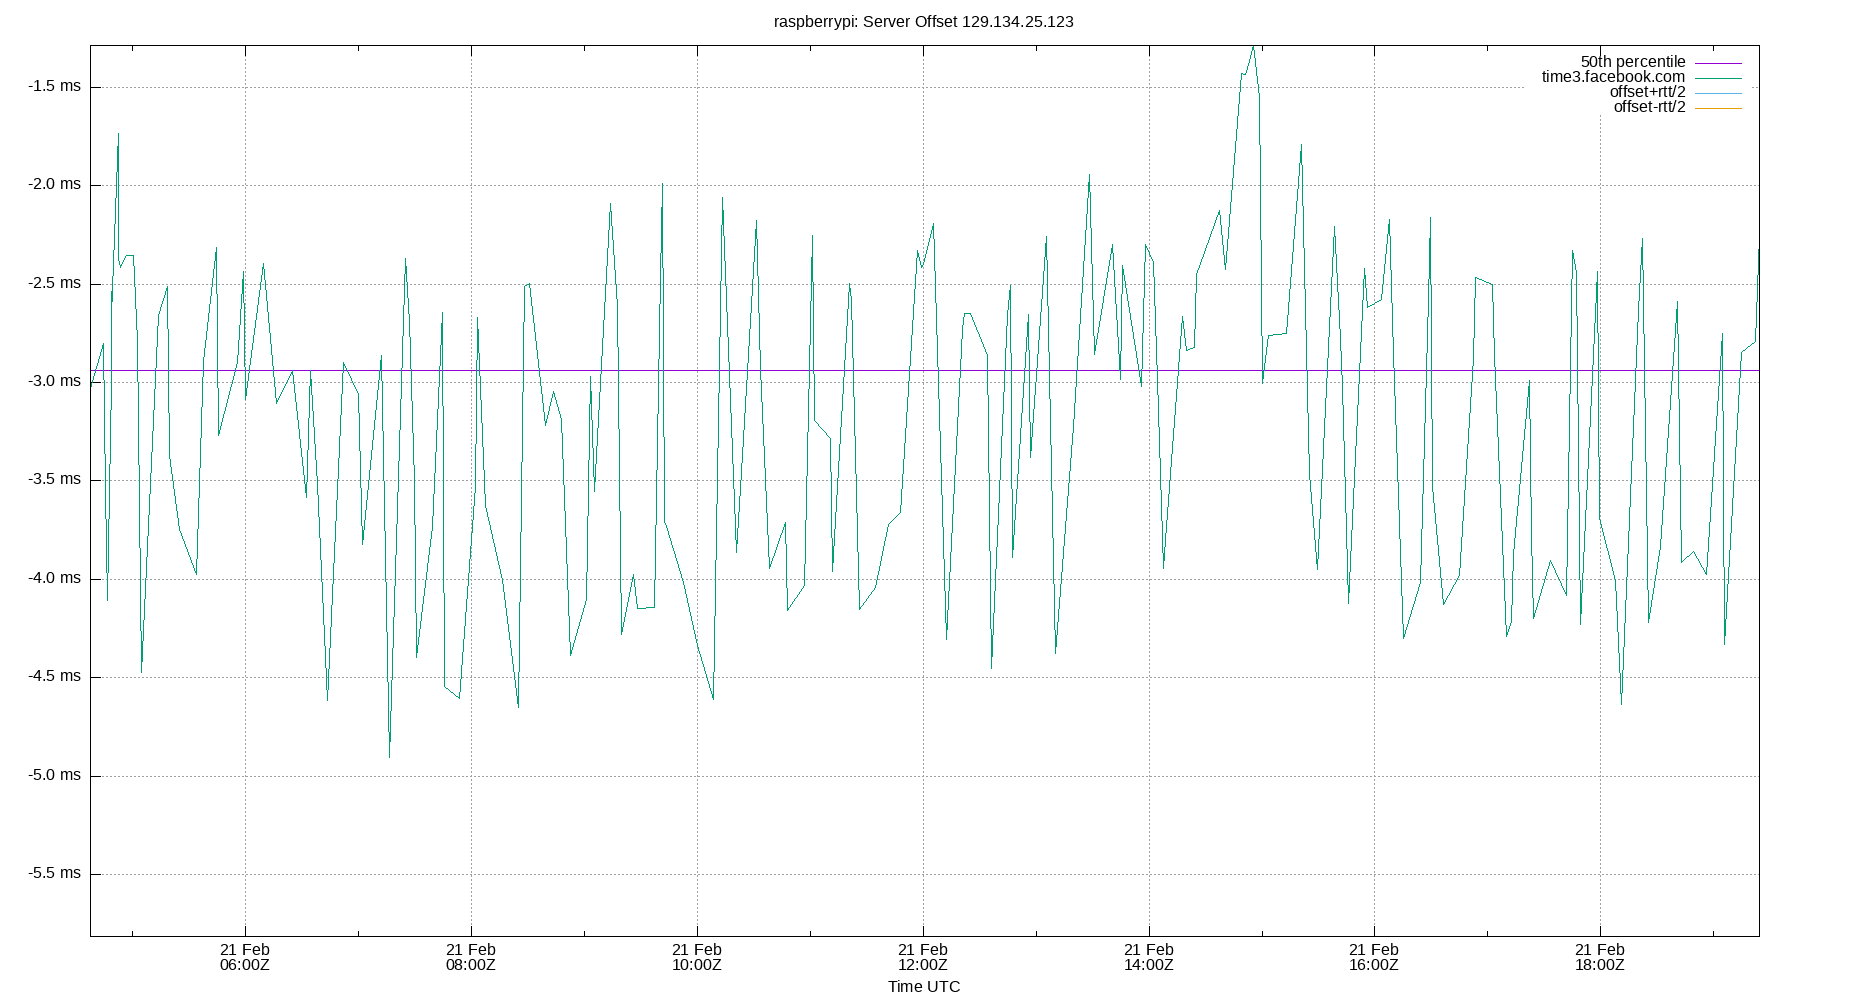 raspberrypi: Server Offset 129.134.25.123
50th percentile
time3.facebook.com
offset+rtt/2
offset-rtt/2
-1.5 ms
-2.0 ms
-2.5 ms
-3.0 ms
-3.5 ms
-4.0 ms
-4.5 ms
-5.0 ms
-5.5 ms
21 Feb 21 Feb 21 Feb 21 Feb 21 Feb 21 Feb 21 Feb
06:00Z 08:00Z 10:00Z 12:00Z 14:00Z 16:00Z 18:00Z
Time UTC